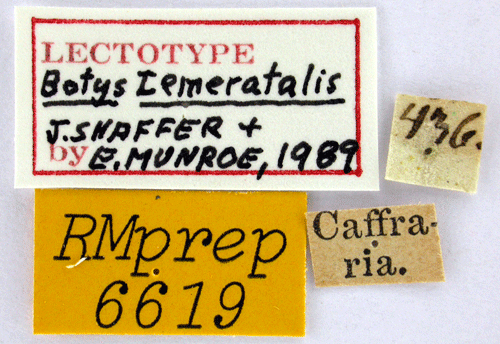 LECTOTYPE
Botys Iemeratalis
J. SHAFFER +
by E. MUNROE, 1989
436.
RMprep
6619
Caffra-
ria.